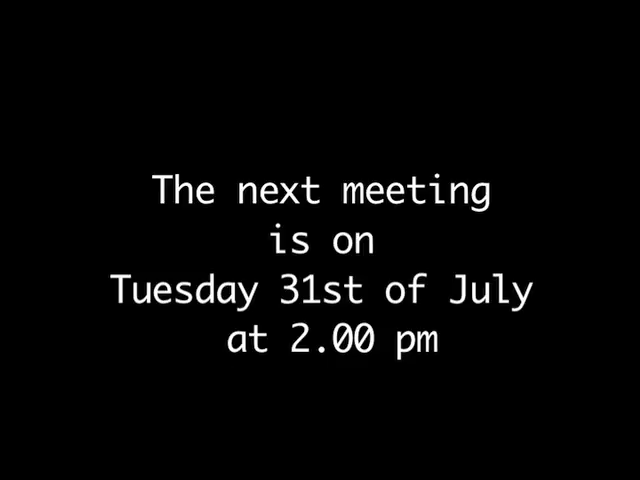 The next meeting
is on
Tuesday 31st of July
at 2.00 pm